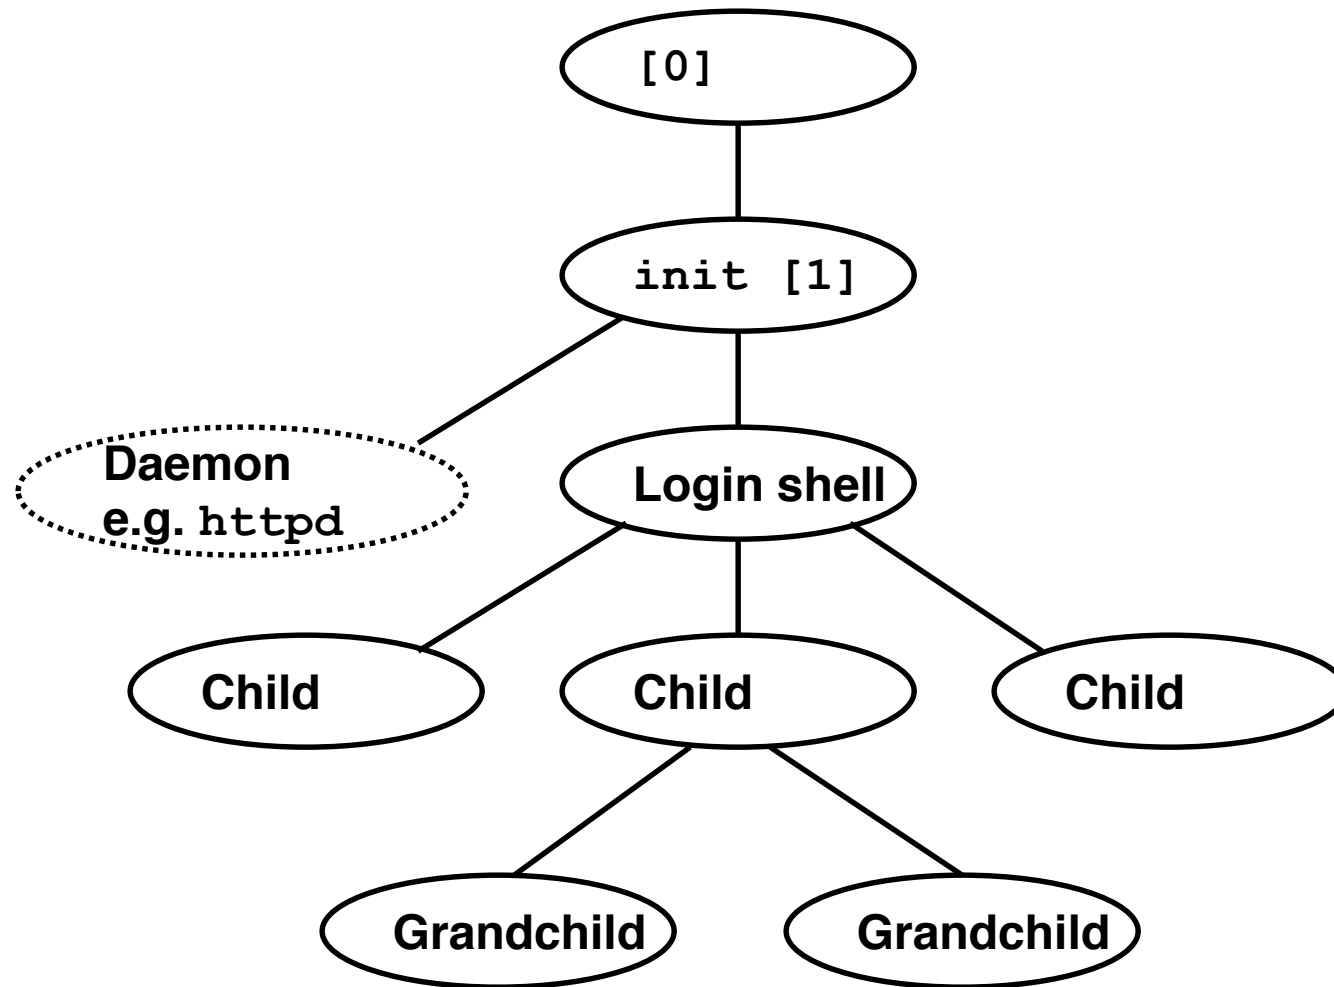 [0]
init [1]
Daemon
e.g. httpd
Login shell
Child
Child
Child
Grandchild
Grandchild